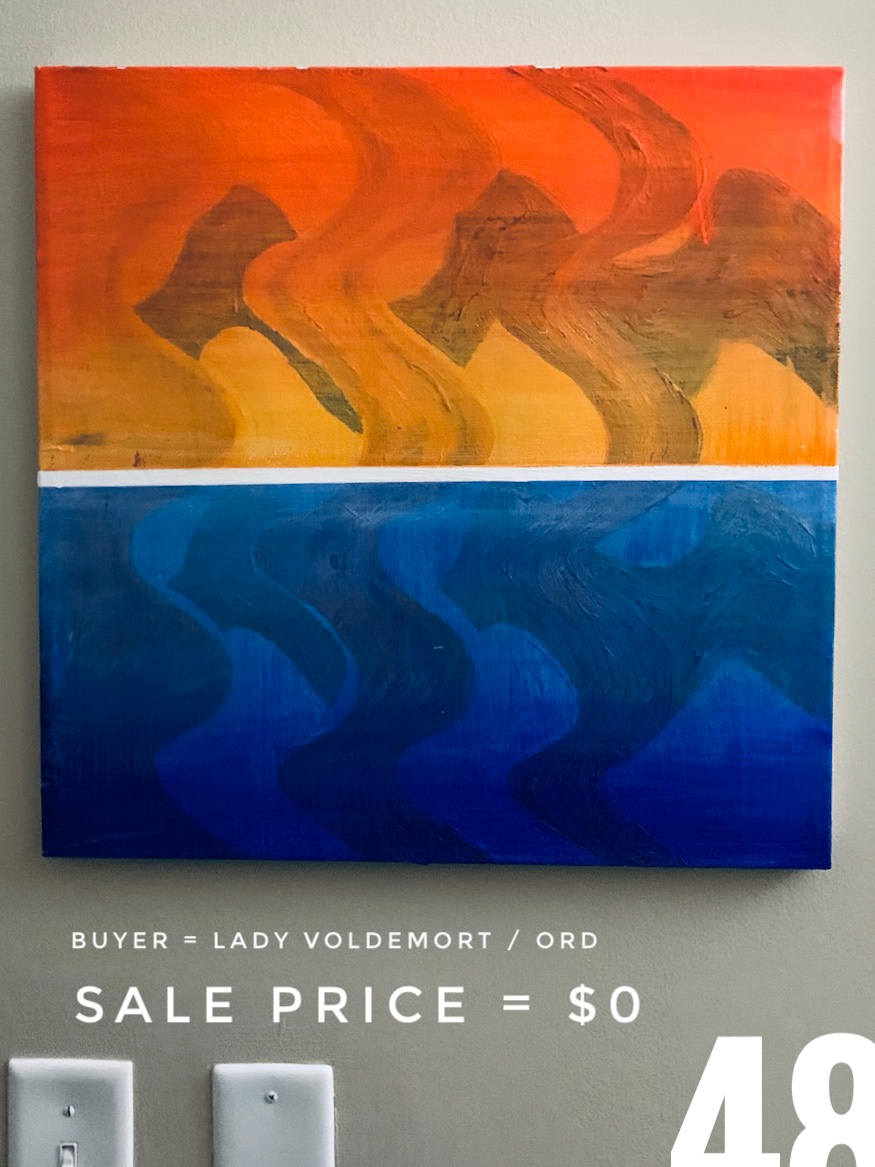 BUYER = LADY VOLDEMORT / ORD
SALE PRICE = $0
48